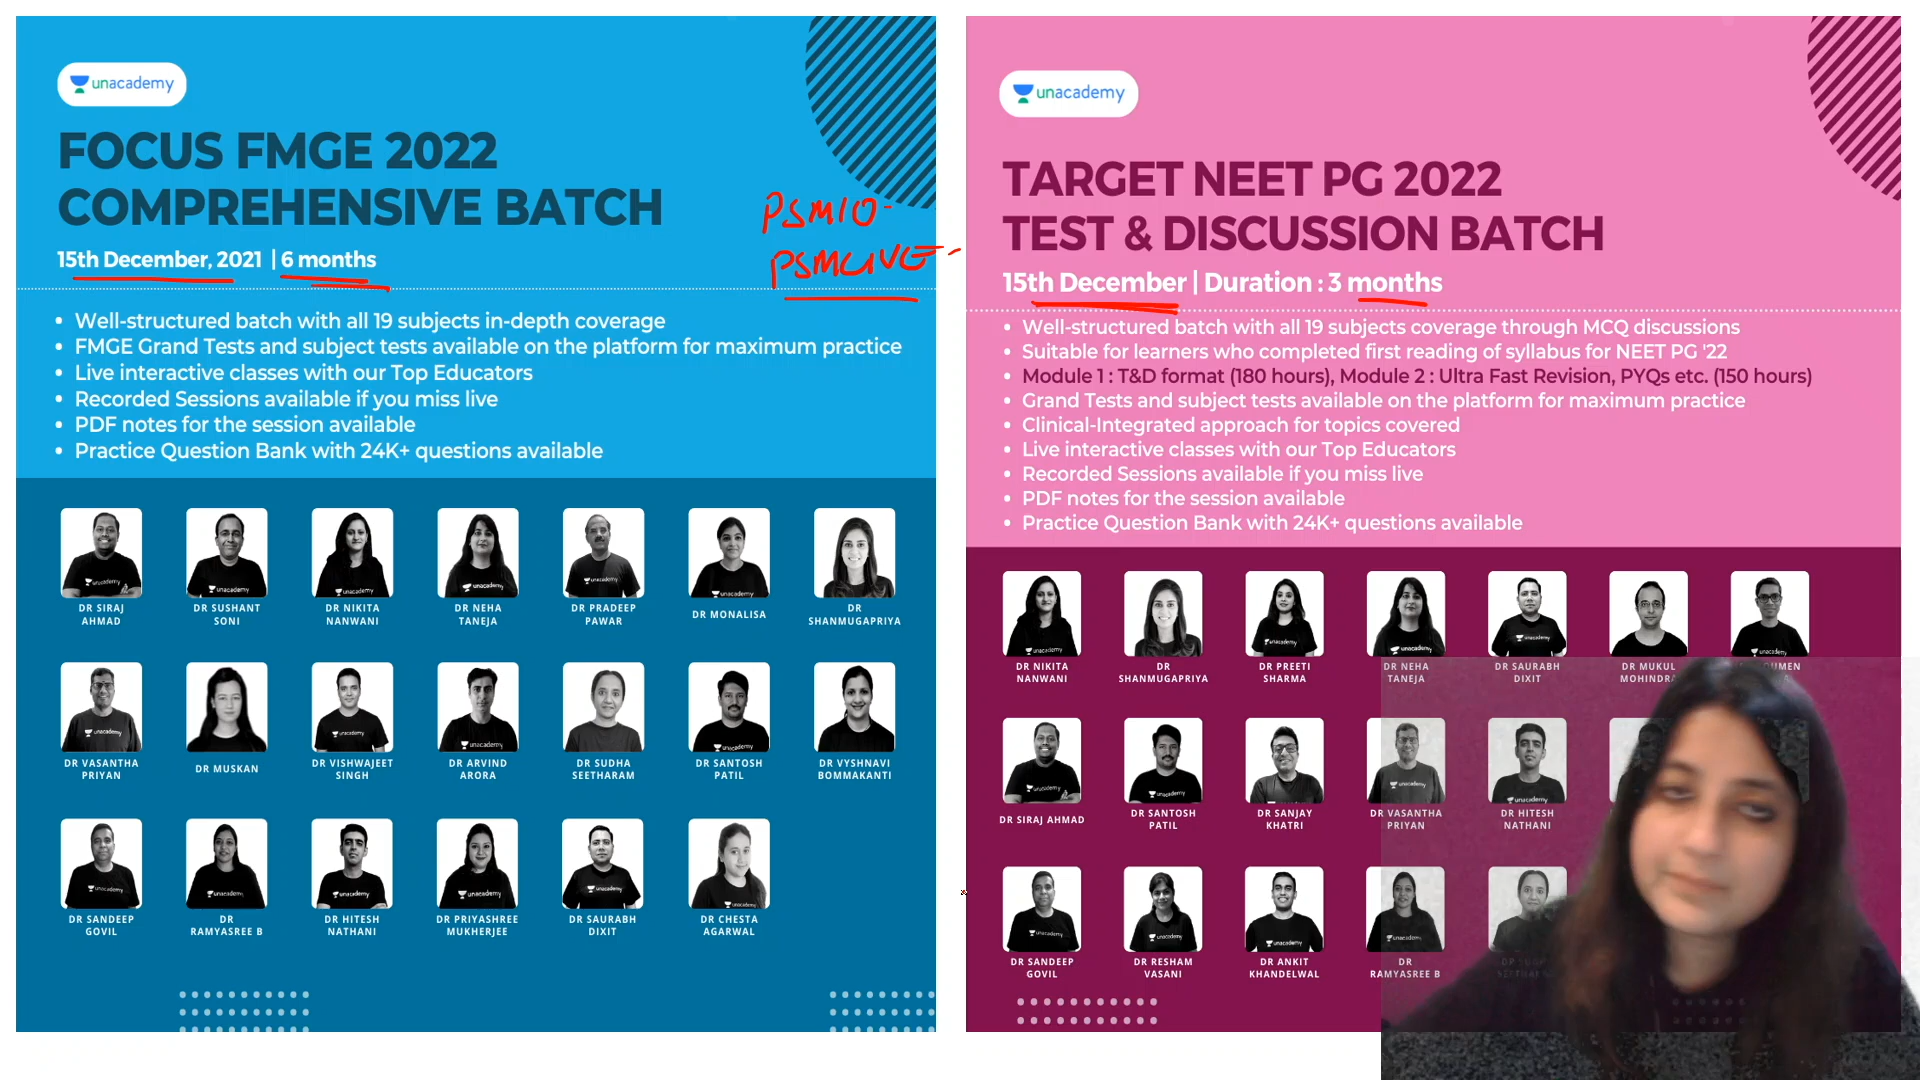 unacademy
FOCUS FMGE 2022
COMPREHENSIVE BATCH
15th December, 2021 | 6 months
PSM10
PSMLIVE
• Well-structured batch with all 19 subjects in-depth coverage
• FMGE Grand Tests and subject tests available on the platform for maximum practice
• Live interactive classes with our Top Educators
• Recorded Sessions available if you miss live
• PDF notes for the session available
• Practice Question Bank with 24K+ questions available
DR SIRAJ
AHMAD
DR SUSHANT
SONI
DR NIKITA
NANWANI
DR NEHA
TANEJA
DR PRADEEP
PAWAR
DR MONALISA
DR
SHANMUGAPRIYA
DR VASANTHA
PRIYAN
DR MUSKAN
DR VISHWAJEET
SINGH
DR ARVIND
ARORA
DR SUDHA
SEETHARAM
DR SANTOSH
PATIL
DR VYSHNAVI
BOMMAKANTI
DR SANDEEP
GOVIL
DR
RAMYASREE B
DR HITESH
NATHANI
DR PRIYASHREE
MUKHERJEE
DR SAURABH
DIXIT
DR CHESTA
AGARWAL
unacademy
TARGET NEET PG 2022
TEST & DISCUSSION BATCH
15th December | Duration : 3 months
• Well-structured batch with all 19 subjects coverage through MCQ discussions
• Suitable for learners who completed first reading of syllabus for NEET PG '22
• Module 1 : T&D format (180 hours), Module 2 : Ultra Fast Revision, PYQs etc. (150 hours)
• Grand Tests and subject tests available on the platform for maximum practice
• Clinical-Integrated approach for topics covered
• Live interactive classes with our Top Educators
• Recorded Sessions available if you miss live
• PDF notes for the session available
• Practice Question Bank with 24K+ questions available
DR NIKITA
NANWANI
DR
SHANMUGAPRIYA
DR PREETI
SHARMA
DR NEHA
TANEJA
DR SAURABH
DIXIT
DR MUKUL
DR SIRAJ AHMAD
DR SANTOSH
PATIL
DR SANJAY
KHATRI
DR VASANTHA
PRIYAN
DR HITESH
NATHANI
DR SANDEEP
GOVIL
DR RESHAM
VASANI
DR ANKIT
KHANDELWAL
DR
RAMYASREE B